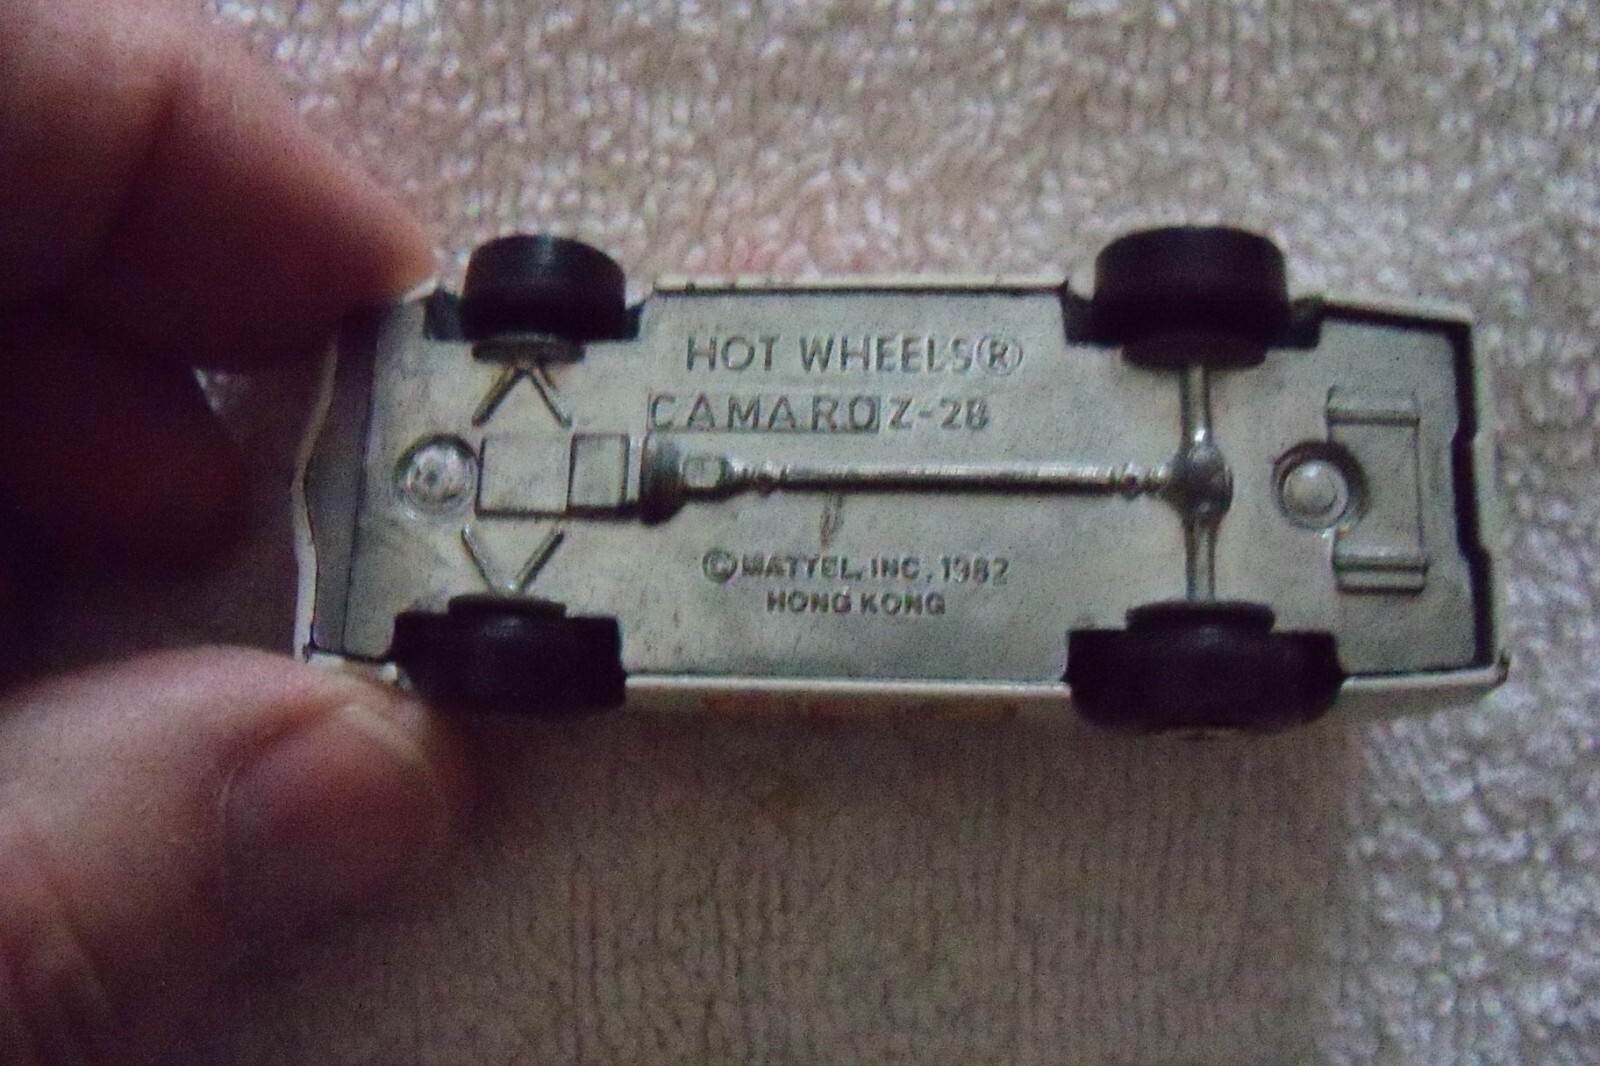 HOT WHEELS®
CAMARO Z-28
© MATTEL, INC. 1982
HONG KONG